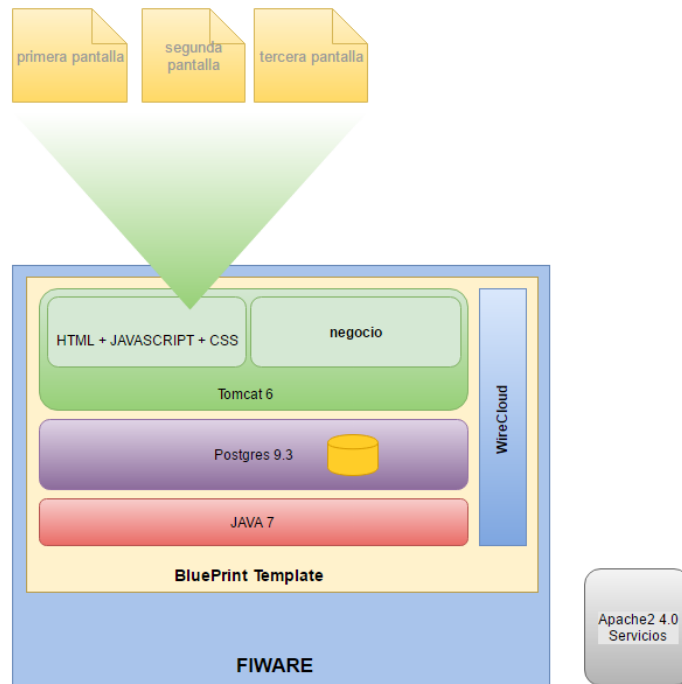 primera pantalla
segunda
pantalla
tercera pantalla
HTML + JAVASCRIPT + CSS
negocio
Tomcat 6
WireCloud
Postgres 9.3
JAVA 7
BluePrint Template
Apache2 4.0
Servicios
FIWARE